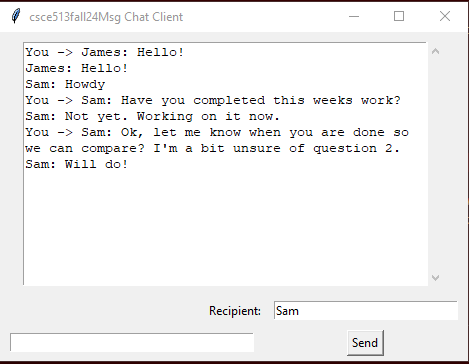 csce513fall24Msg Chat Client
You -> James: Hello!
James: Hello!
Sam: Howdy
You -> Sam: Have you completed this weeks work?
Sam: Not yet. Working on it now.
You -> Sam: Ok, let me know when you are done so
we can compare? I'm a bit unsure of question 2.
Sam: Will do!
Recipient: Sam
Send